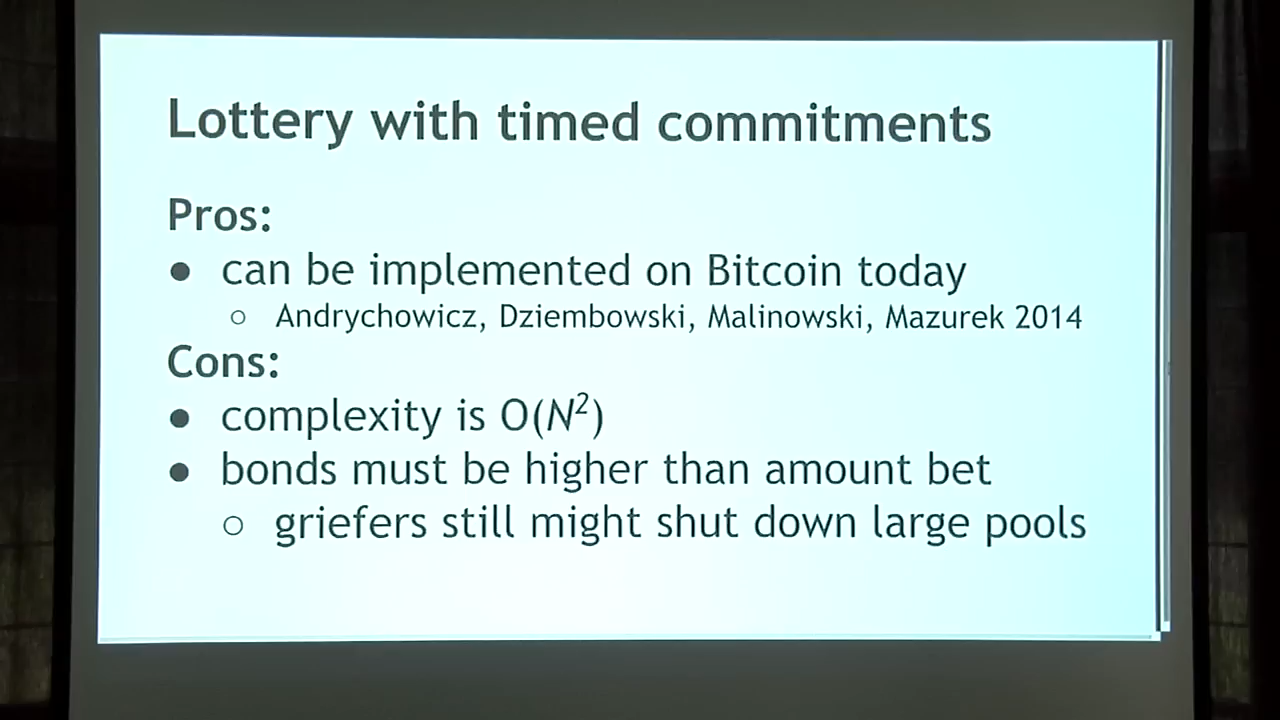 Lottery with timed commitments
Pros:
● can be implemented on Bitcoin today
○ Andrychowicz, Dziembowski, Malinowski, Mazurek 2014
Cons:
● complexity is O(N²)
● bonds must be higher than amount bet
○ griefers still might shut down large pools